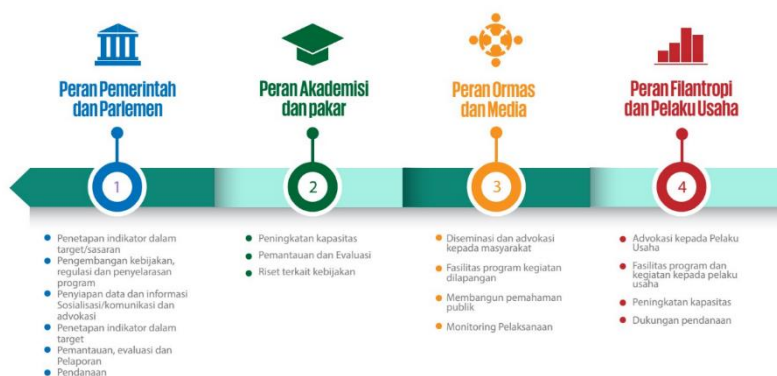 Peran Pemerintah
dan Parlemen
1
Penetapan indikator dalam
target/sasaran
Pengembangan kebijakan,
regulasi dan penyelarasan
program
Penyiapan data dan informasi
Sosialisasi/komunikasi dan
advokasi
Penetapan indikator dalam
target
Pemantauan, evaluasi dan
Pelaporan
Pendanaan
Peran Akademisi
dan pakar
2
Peningkatan kapasitas
Pemantauan dan Evaluasi
Riset terkait kebijakan
Peran Ormas
dan Media
3
Diseminasi dan advokasi
kepada masyarakat
Fasilitas program kegiatan
dilapangan
Membangun pemahaman
publik
Monitoring Pelaksanaan
Peran Filantropi
dan Pelaku Usaha
4
Advokasi kepada Pelaku
Usaha
Fasilitas program dan
kegiatan kepada pelaku
usaha
Peningkatan kapasitas
Dukungan pendanaan